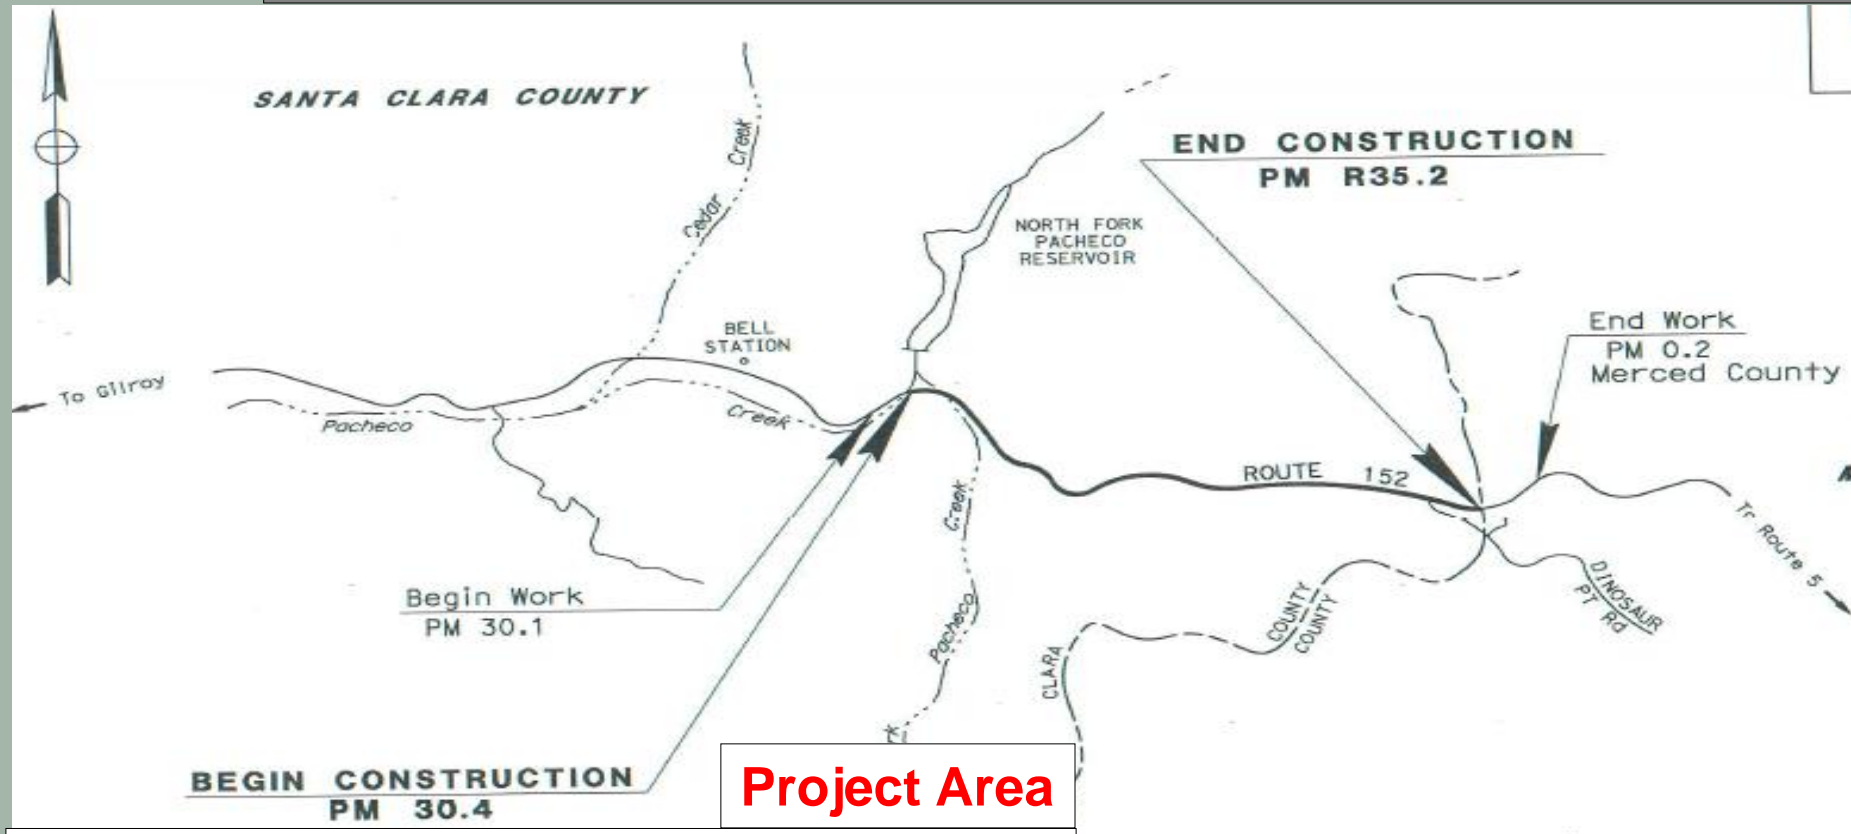 SANTA CLARA COUNTY
Cedar Creek
END CONSTRUCTION
PM R35.2
NORTH FORK
PACHECO
RESERVOIR
BELL
STATION
End Work
PM 0.2
Merced County
To Gilroy
Pacheco Creek
ROUTE 152
To Route 5
Creek
Pacheco
DINOSAUR
PT Rd
COUNTY
COUNTY
CLARA
Begin Work
PM 30.1
BEGIN CONSTRUCTION
PM 30.4
Project Area